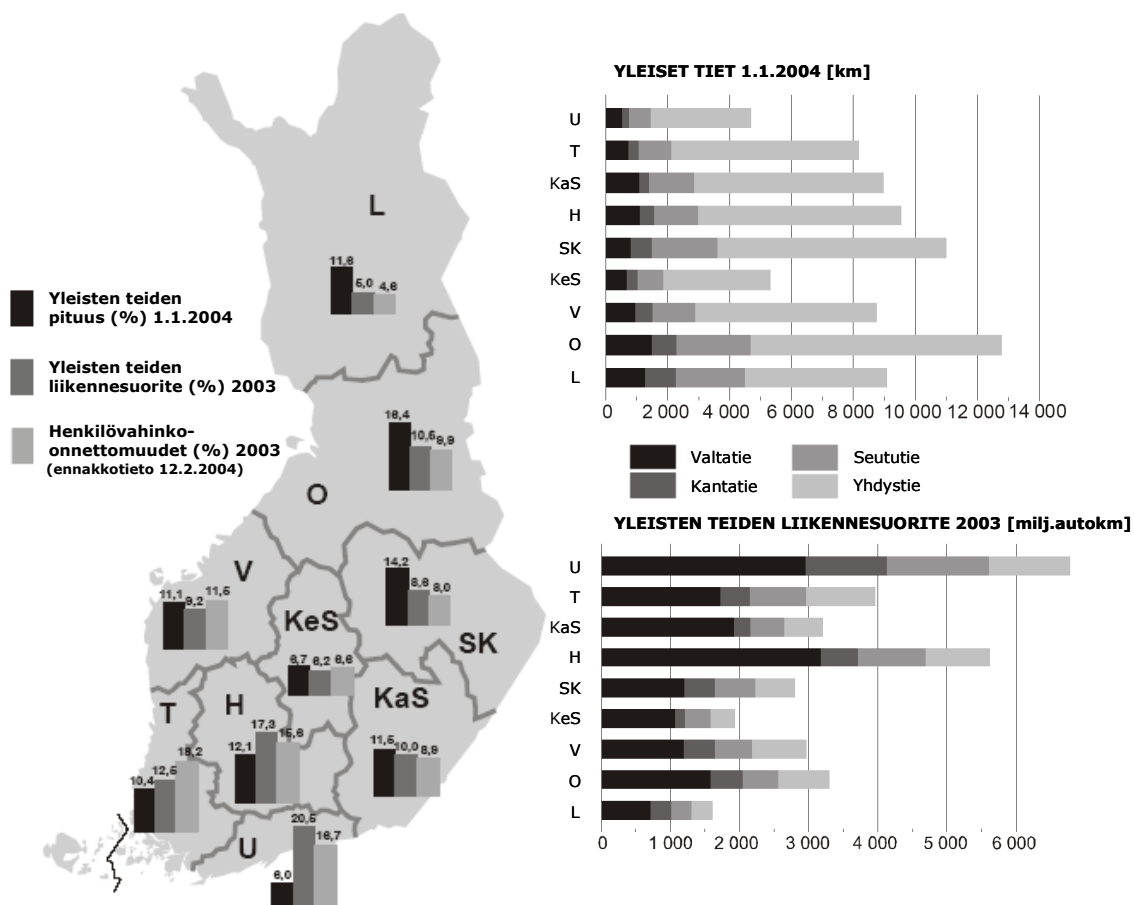 YLEISET TIET 1.1.2004 [km]
U
T
KaS
H
SK
KeS
V
O
L
0 2 000 4 000 6 000 8 000 10 000 12 000 14 000
Valtatie
Kantatie
Seututie
Yhdystie
YLEISTEN TEIDEN LIIKENNESUORITE 2003 [milj.autokm]
U
T
KaS
H
SK
KeS
V
O
L
0 1 000 2 000 3 000 4 000 5 000 6 000
Yleisten teiden
pituus (%) 1.1.2004
Yleisten teiden
liikennesuorite (%) 2003
Henkilövahinko-
onnettomuudet (%) 2003
(ennakkotieto 12.2.2004)
L
11,6 5,0 4,6
O
16,4 10,5 9,9
V
11,1 9,2 11,5
KeS
6,7 6,2 6,6
SK
14,2 8,0
KaS
11,5 10,0 8,9
T
10,4 12,5 18,2
H
12,1 17,3 15,6
U
6,0 20,5 16,7